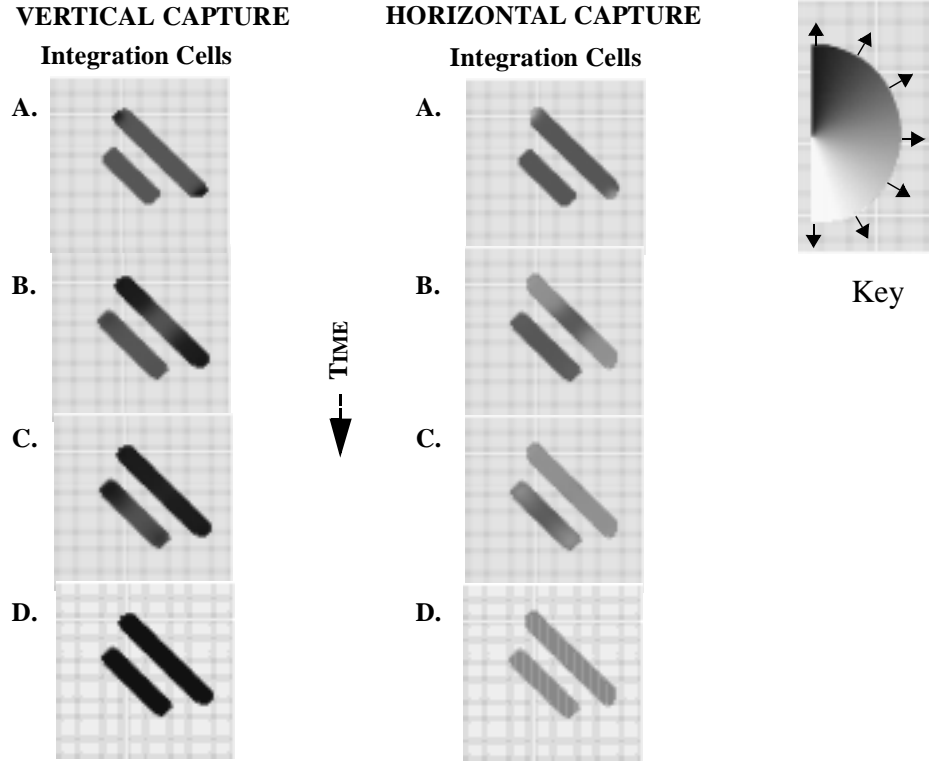 VERTICAL CAPTURE
Integration Cells
A.
B.
C.
D.
TIME
HORIZONTAL CAPTURE
Integration Cells
A.
B.
C.
D.
Key